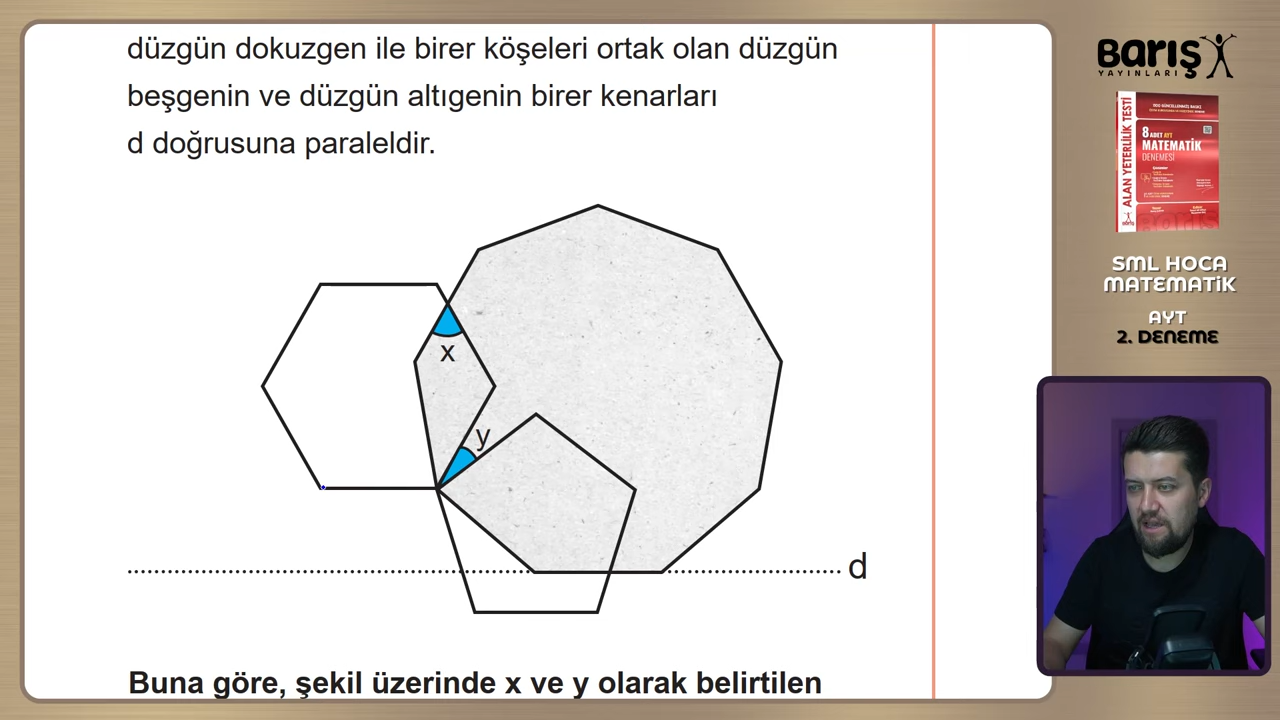 düzgün dokuzgen ile birer köşeleri ortak olan düzgün
beşgenin ve düzgün altıgenin birer kenarları
d doğrusuna paraleldir.
x
y
d
Buna göre, şekil üzerinde x ve y olarak belirtilen
Barış
YAYINLARI
ALAN YETERLİLİK TESTİ
8 ADET AYT
MATEMATİK
DENEMESİ
SML HOCA
MATEMATİK
AYT
2. DENEME